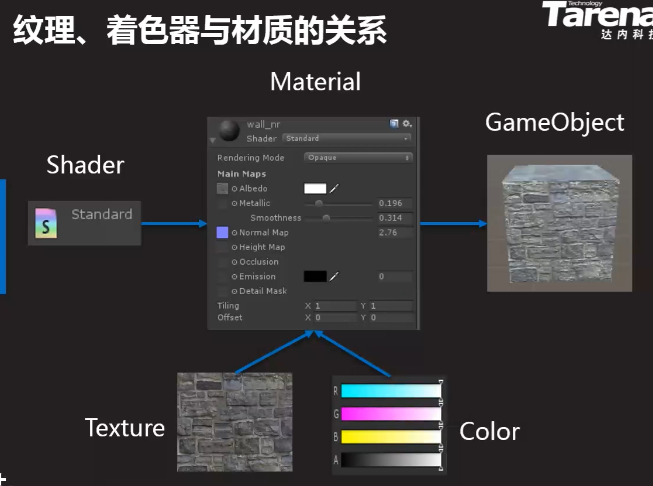 纹理、着色器与材质的关系
Technology
Tarena
达内科技
Material
GameObject
Shader
S
Standard
wall_nr
Shader Standard
Rendering Mode Opaque
Main Maps
Albedo
Metallic 0.196
Smoothness 0.314
Normal Map 2.76
Height Map
Occlusion
Emission 0
Detail Mask
Tiling X 1 Y 1
Offset X 0 Y 0
Texture
R
G
B
A
Color